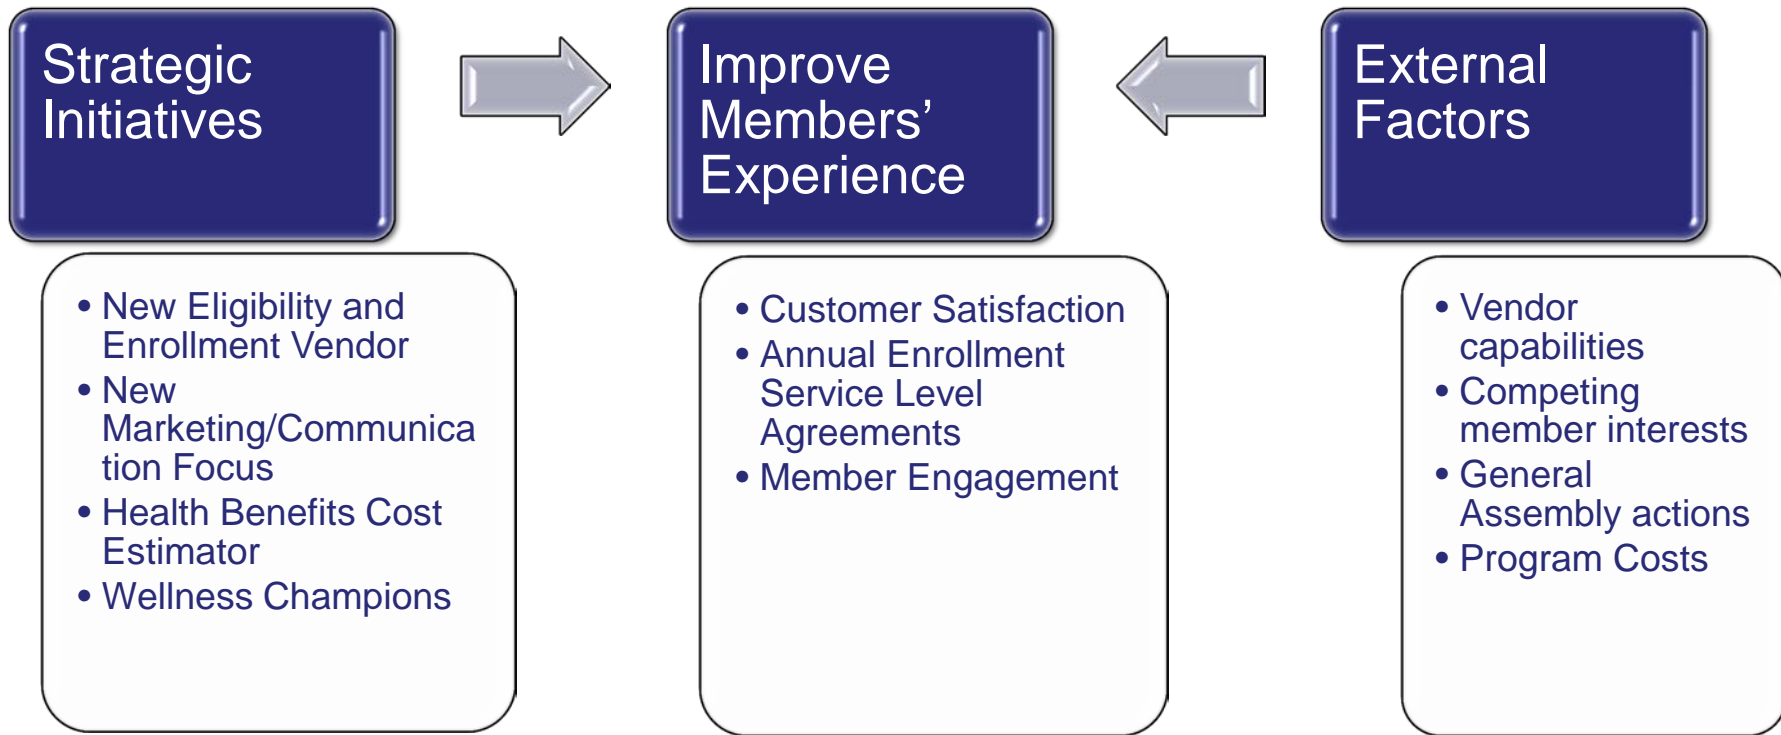 Strategic
Initiatives
• New Eligibility and
Enrollment Vendor
• New
Marketing/Communica
tion Focus
• Health Benefits Cost
Estimator
• Wellness Champions
Improve
Members’
Experience
• Customer Satisfaction
• Annual Enrollment
Service Level
Agreements
• Member Engagement
External
Factors
• Vendor
capabilities
• Competing
member interests
• General
Assembly actions
• Program Costs